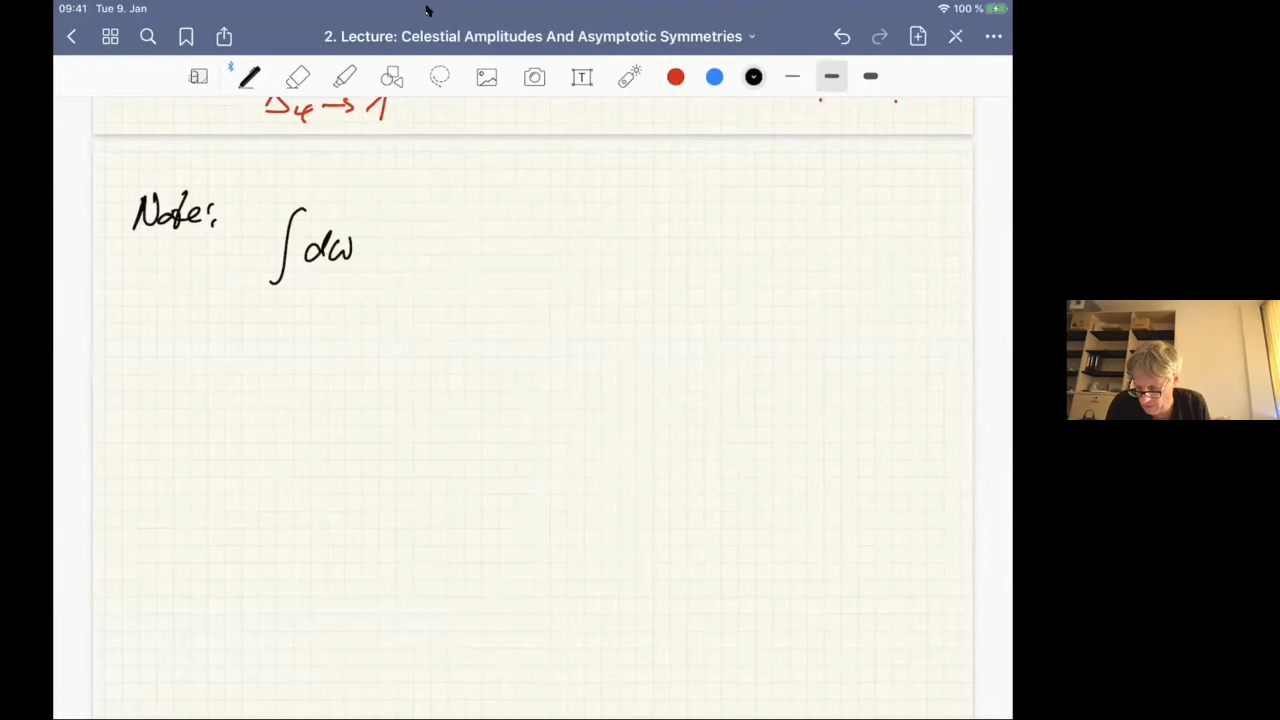 09:41 Tue 9. Jan
100 %
2. Lecture: Celestial Amplitudes And Asymptotic Symmetries
T
Δ₄ → 1
Note:
∫ dω